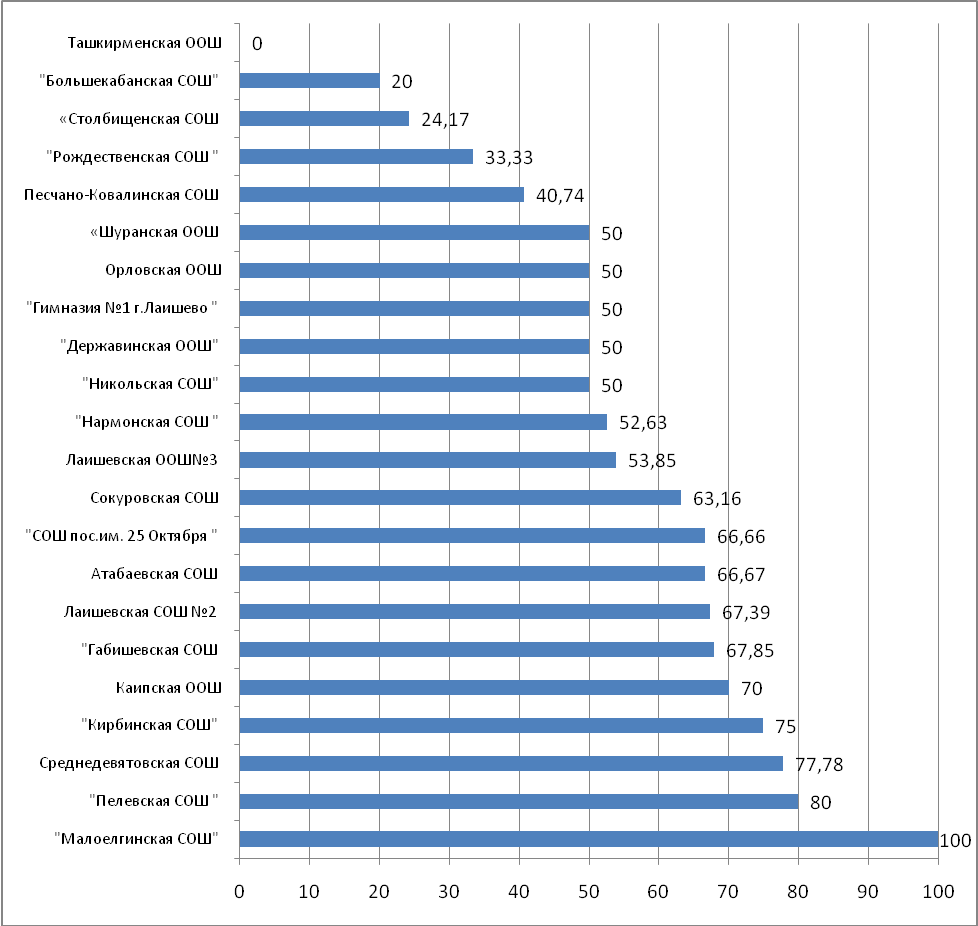 Ташкирменская ООШ 0
"Большекабанская СОШ" 20
«Столбищенская СОШ 24,17
"Рождественская СОШ " 33,33
Песчано-Ковалинская СОШ 40,74
«Шуранская ООШ 50
Орловская ООШ 50
"Гимназия №1 г.Лаишево " 50
"Державинская ООШ" 50
"Никольская СОШ" 50
"Нармонская СОШ " 52,63
Лаишевская ООШ№3 53,85
Сокуровская СОШ 63,16
"СОШ пос.им. 25 Октября " 66,66
Атабаевская СОШ 66,67
Лаишевская СОШ №2 67,39
"Габишевская СОШ 67,85
Каипская ООШ 70
"Кирбинская СОШ" 75
Среднедевятовская СОШ 77,78
"Пелевская СОШ " 80
"Малоелгинская СОШ" 100
0 10 20 30 40 50 60 70 80 90 100